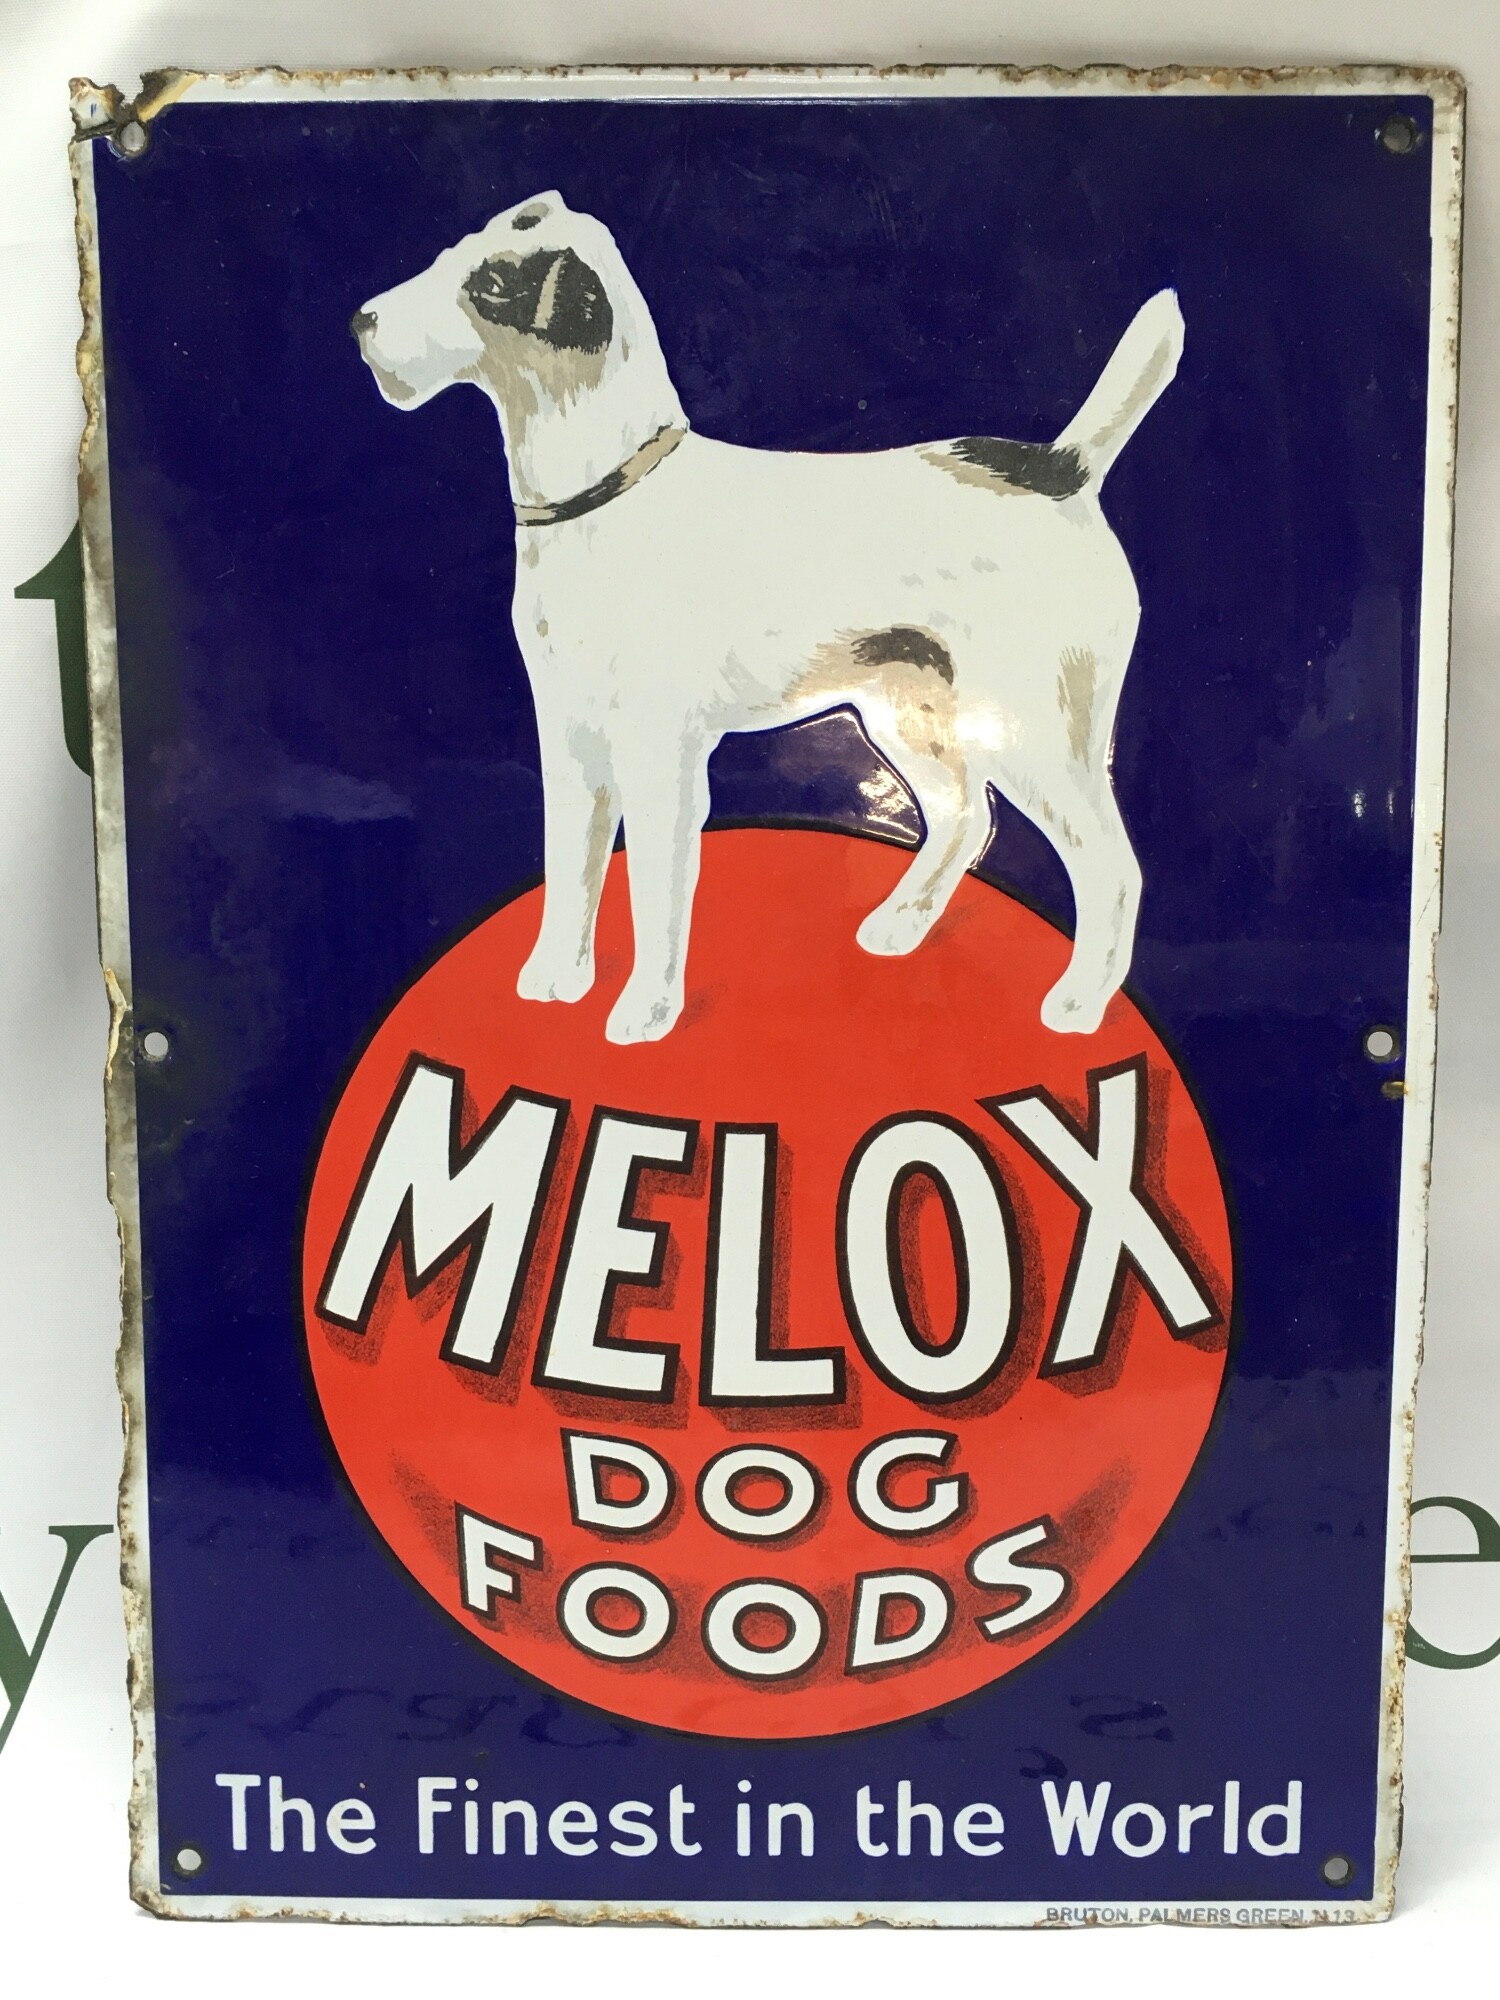 MELOX
DOG
FOODS
The Finest in the World
BRUTON, PALMERS GREEN, N 13.